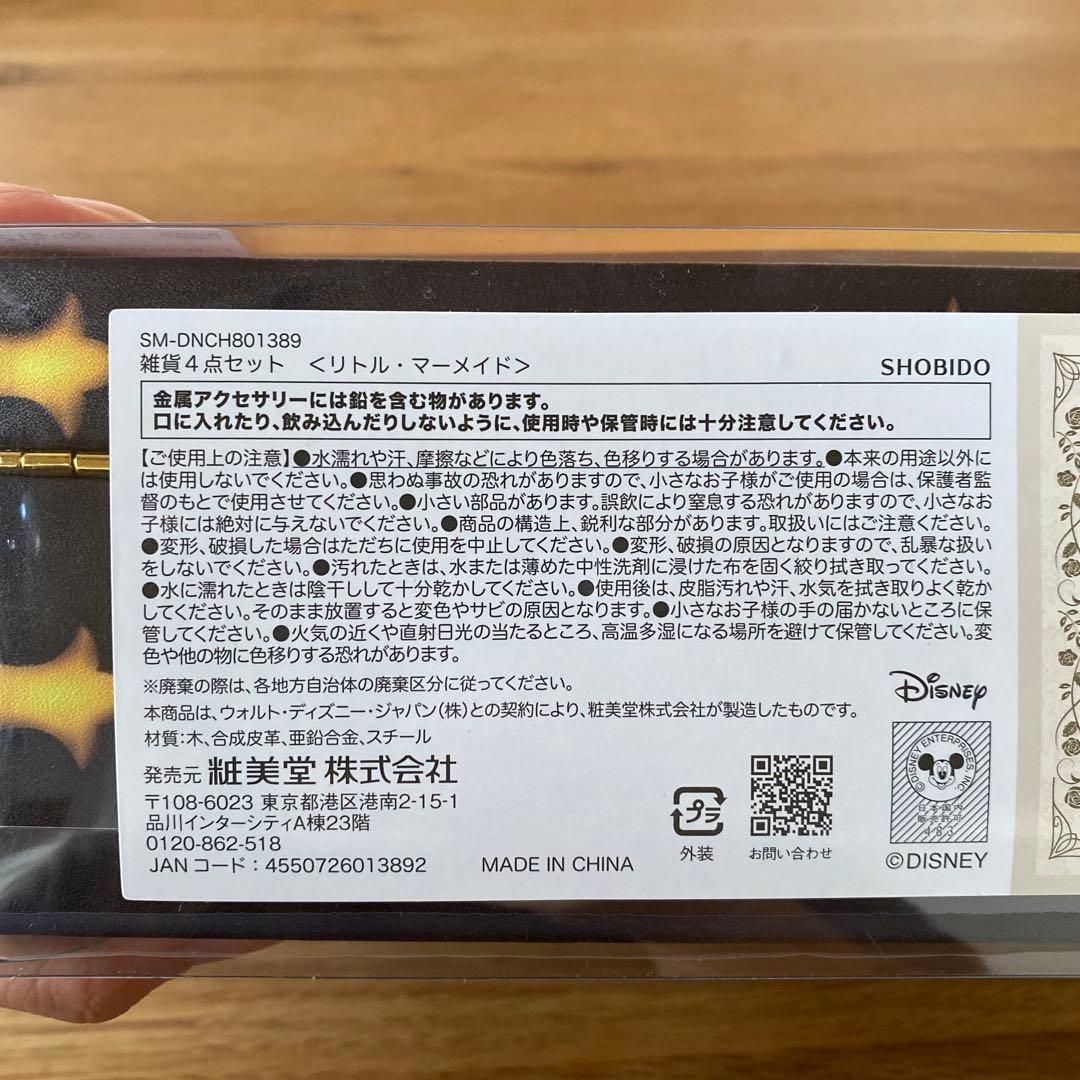 SM-DNCH801389
雑貨4点セット <リトル・マーメイド>
SHOBIDO
金属アクセサリーには鉛を含む物があります。
口に入れたり、飲み込んだりしないように、使用時や保管時には十分注意してください。
【ご使用上の注意】●水濡れや汗、摩擦などにより色落ち、色移りする場合があります。●本来の用途以外に
は使用しないでください。●思わぬ事故の恐れがありますので、小さなお子様がご使用の場合は、保護者監
督のもとで使用させてください。●小さい部品があります。誤飲により窒息する恐れがありますので、小さなお
子様には絶対に与えないでください。●商品の構造上、鋭利な部分があります。取扱いにはご注意ください。
●変形、破損した場合はただちに使用を中止してください。●変形、破損の原因となりますので、乱暴な扱い
をしないでください。●汚れたときは、水または薄めた中性洗剤に浸けた布を固く絞り拭き取ってください。
●水に濡れたときは陰干しして十分乾かしてください。●使用後は、皮脂汚れや汗、水気を拭き取りよく乾か
してください。そのまま放置すると変色やサビの原因となります。●小さなお子様の手の届かないところに保
管してください。●火気の近くや直射日光の当たるところ、高温多湿になる場所を避けて保管してください。変
色や他の物に色移りする恐れがあります。
※廃棄の際は、各地方自治体の廃棄区分に従ってください。
本商品は、ウォルト・ディズニー・ジャパン(株)との契約により、粧美堂株式会社が製造したものです。
材質:木、合成皮革、亜鉛合金、スチール
発売元 粧美堂 株式会社
〒108-6023 東京都港区港南2-15-1
品川インターシティA棟23階
0120-862-518
JANコード:4550726013892
MADE IN CHINA
プラ
外装
お問い合わせ
Disney
©DISNEY ENTERPRISES, INC.
日本国内
販売許可
483
©DISNEY